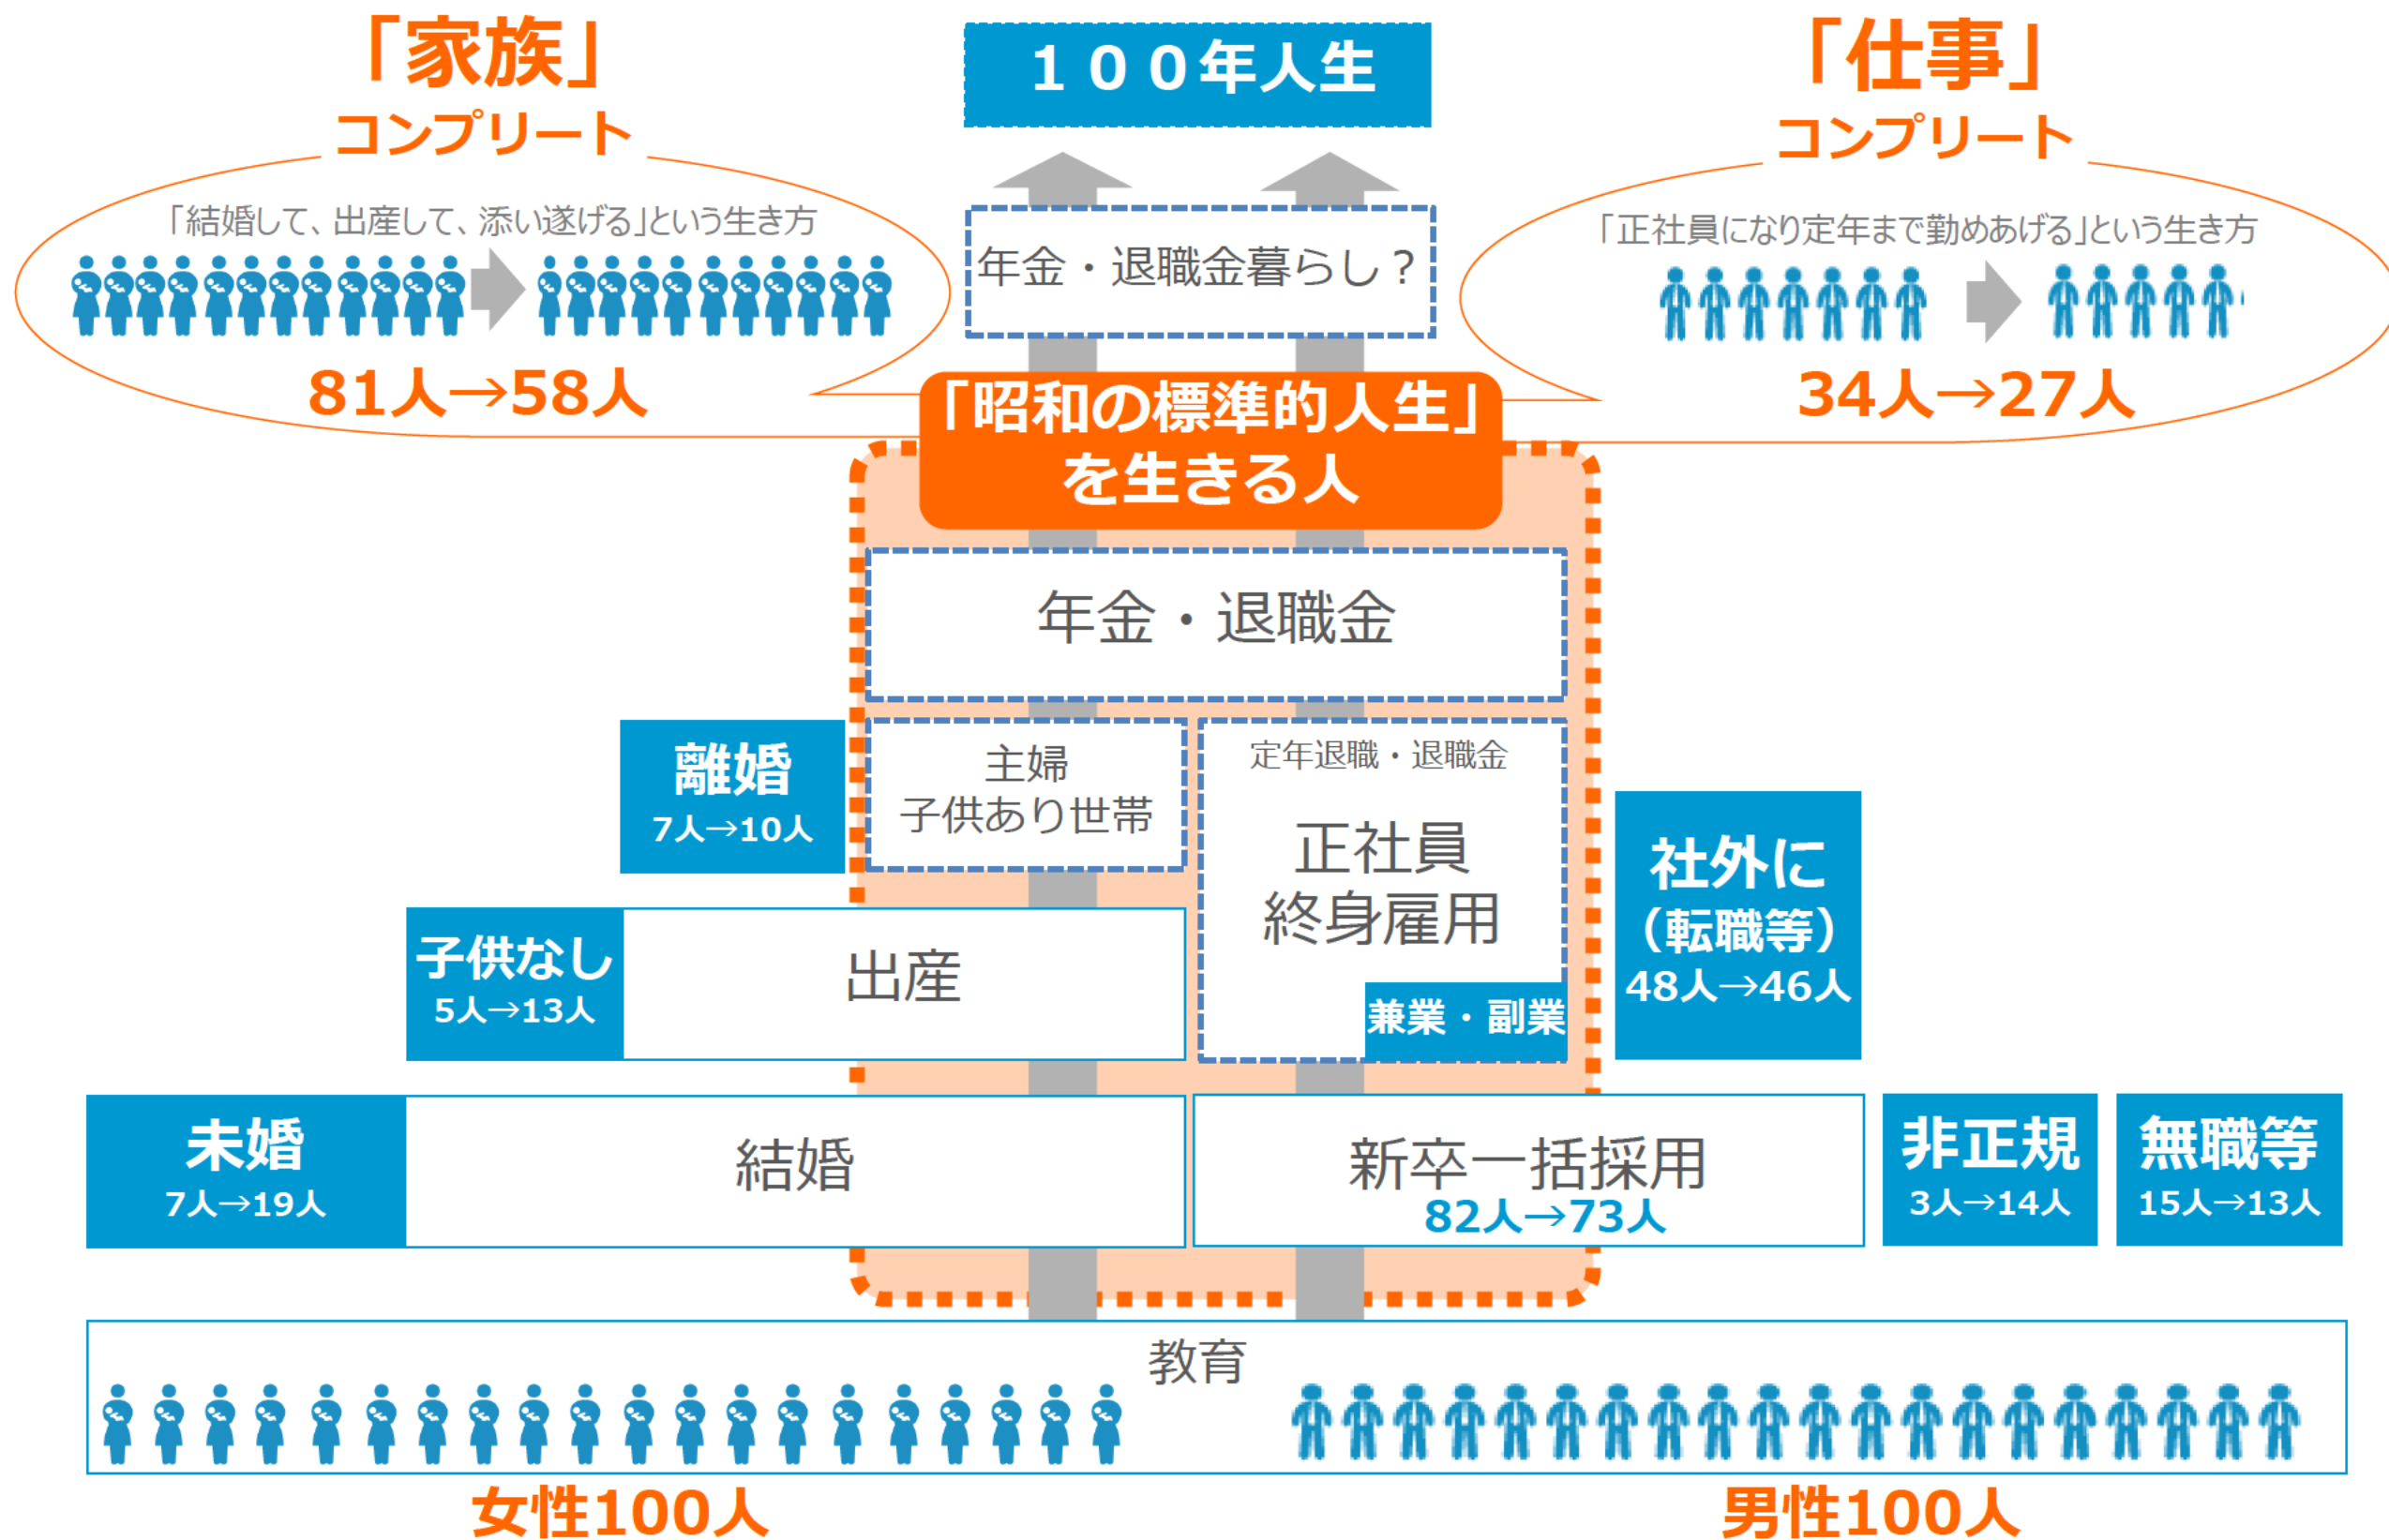 「家族」
コンプリート
「結婚して、出産して、添い遂げる」という生き方
81人→58人
１００年人生
年金・退職金暮らし？
「仕事」
コンプリート
「正社員になり定年まで勤めあげる」という生き方
34人→27人
「昭和の標準的人生」
を生きる人
年金・退職金
離婚
7人→10人
主婦
子供あり世帯
定年退職・退職金
正社員
終身雇用
兼業・副業
社外に
（転職等）
48人→46人
子供なし
5人→13人
出産
未婚
7人→19人
結婚
新卒一括採用
82人→73人
非正規
3人→14人
無職等
15人→13人
教育
女性100人
男性100人